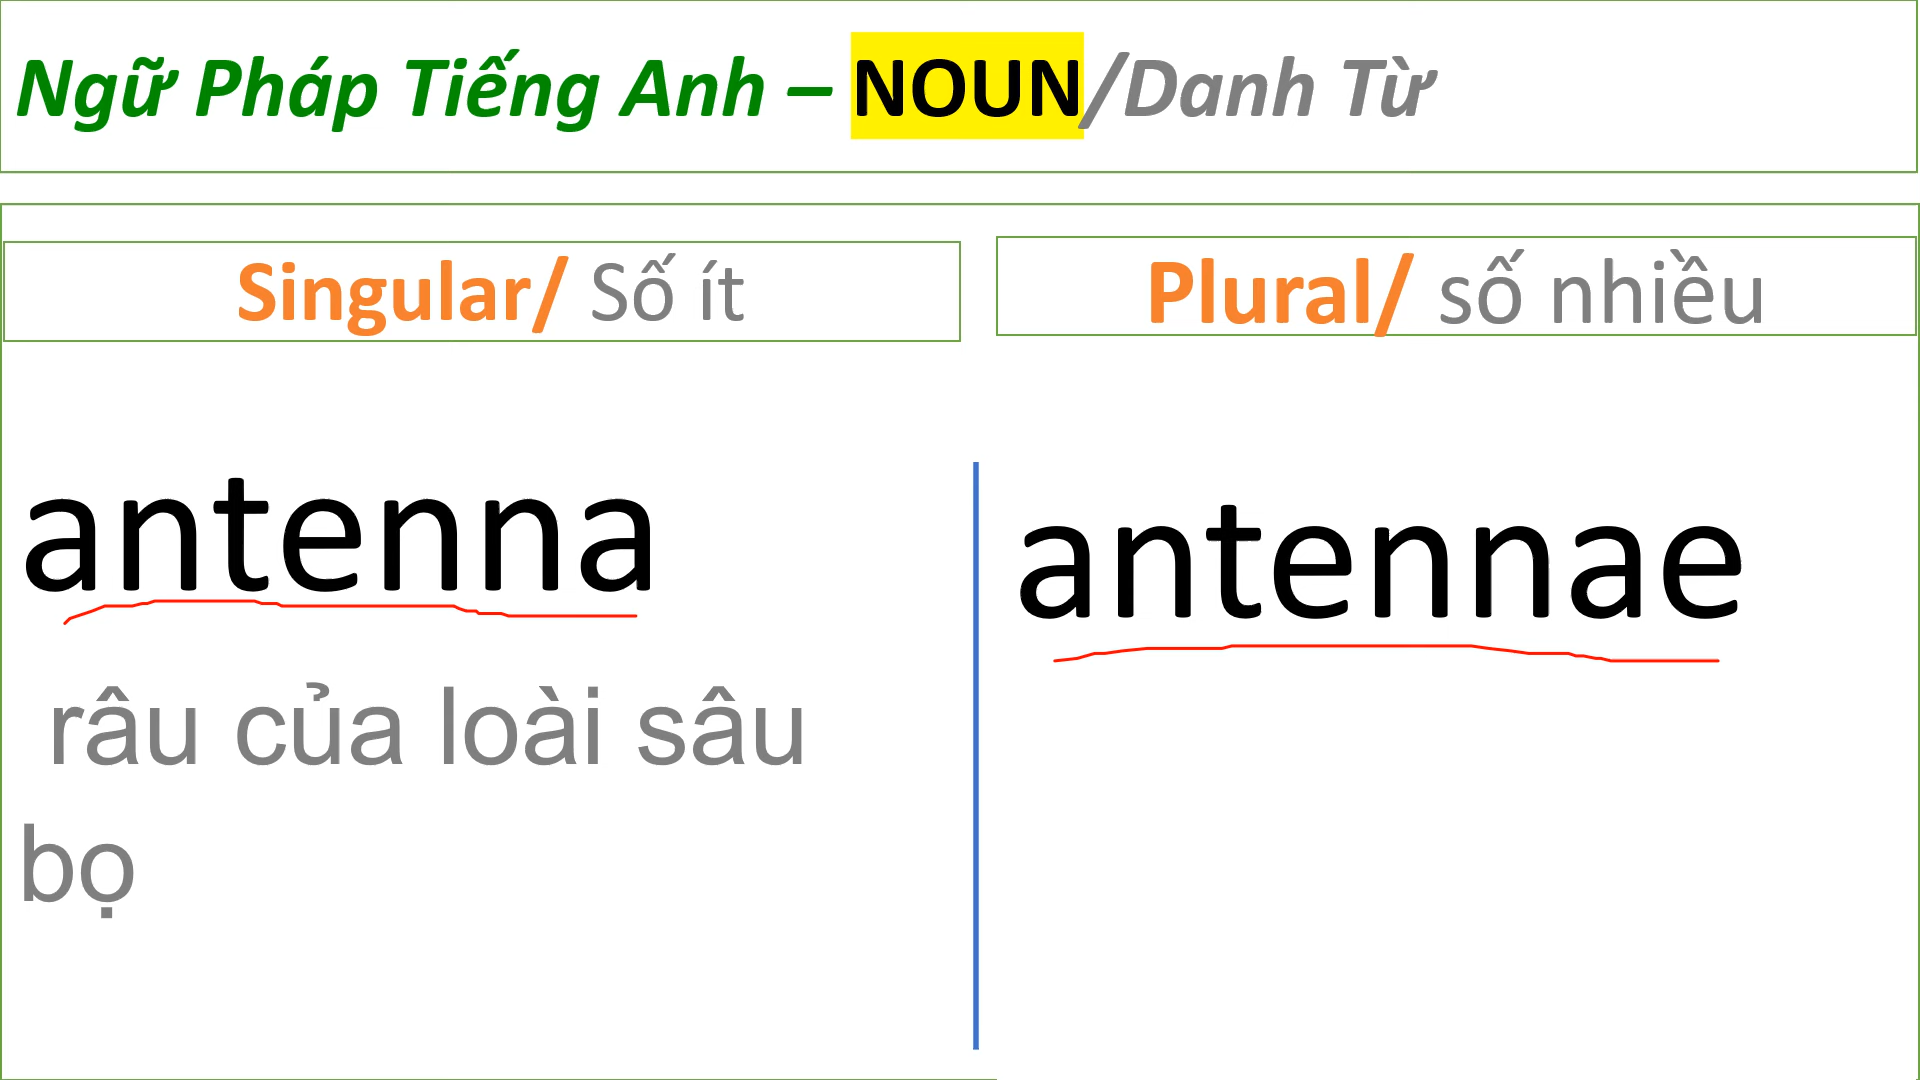 Ngữ Pháp Tiếng Anh – NOUN/Danh Từ
Singular/ Số ít
Plural/ số nhiều
antenna
râu của loài sâu
bọ
antennae